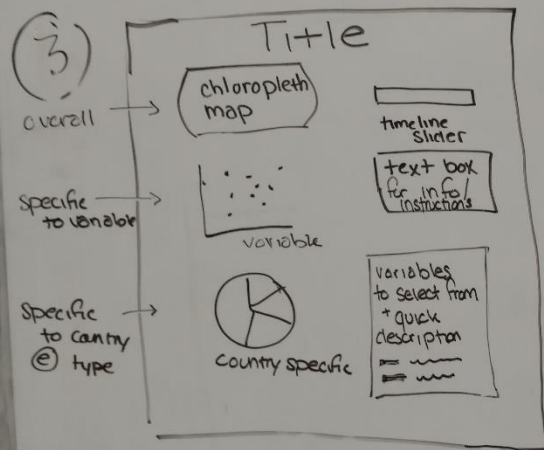 3
Title
overall
chloropleth
map
timeline
slider
specific
to variable
variable
text box
for info/
instructions
specific
to country
e type
Country specific
variables
to select from
+ quick
description